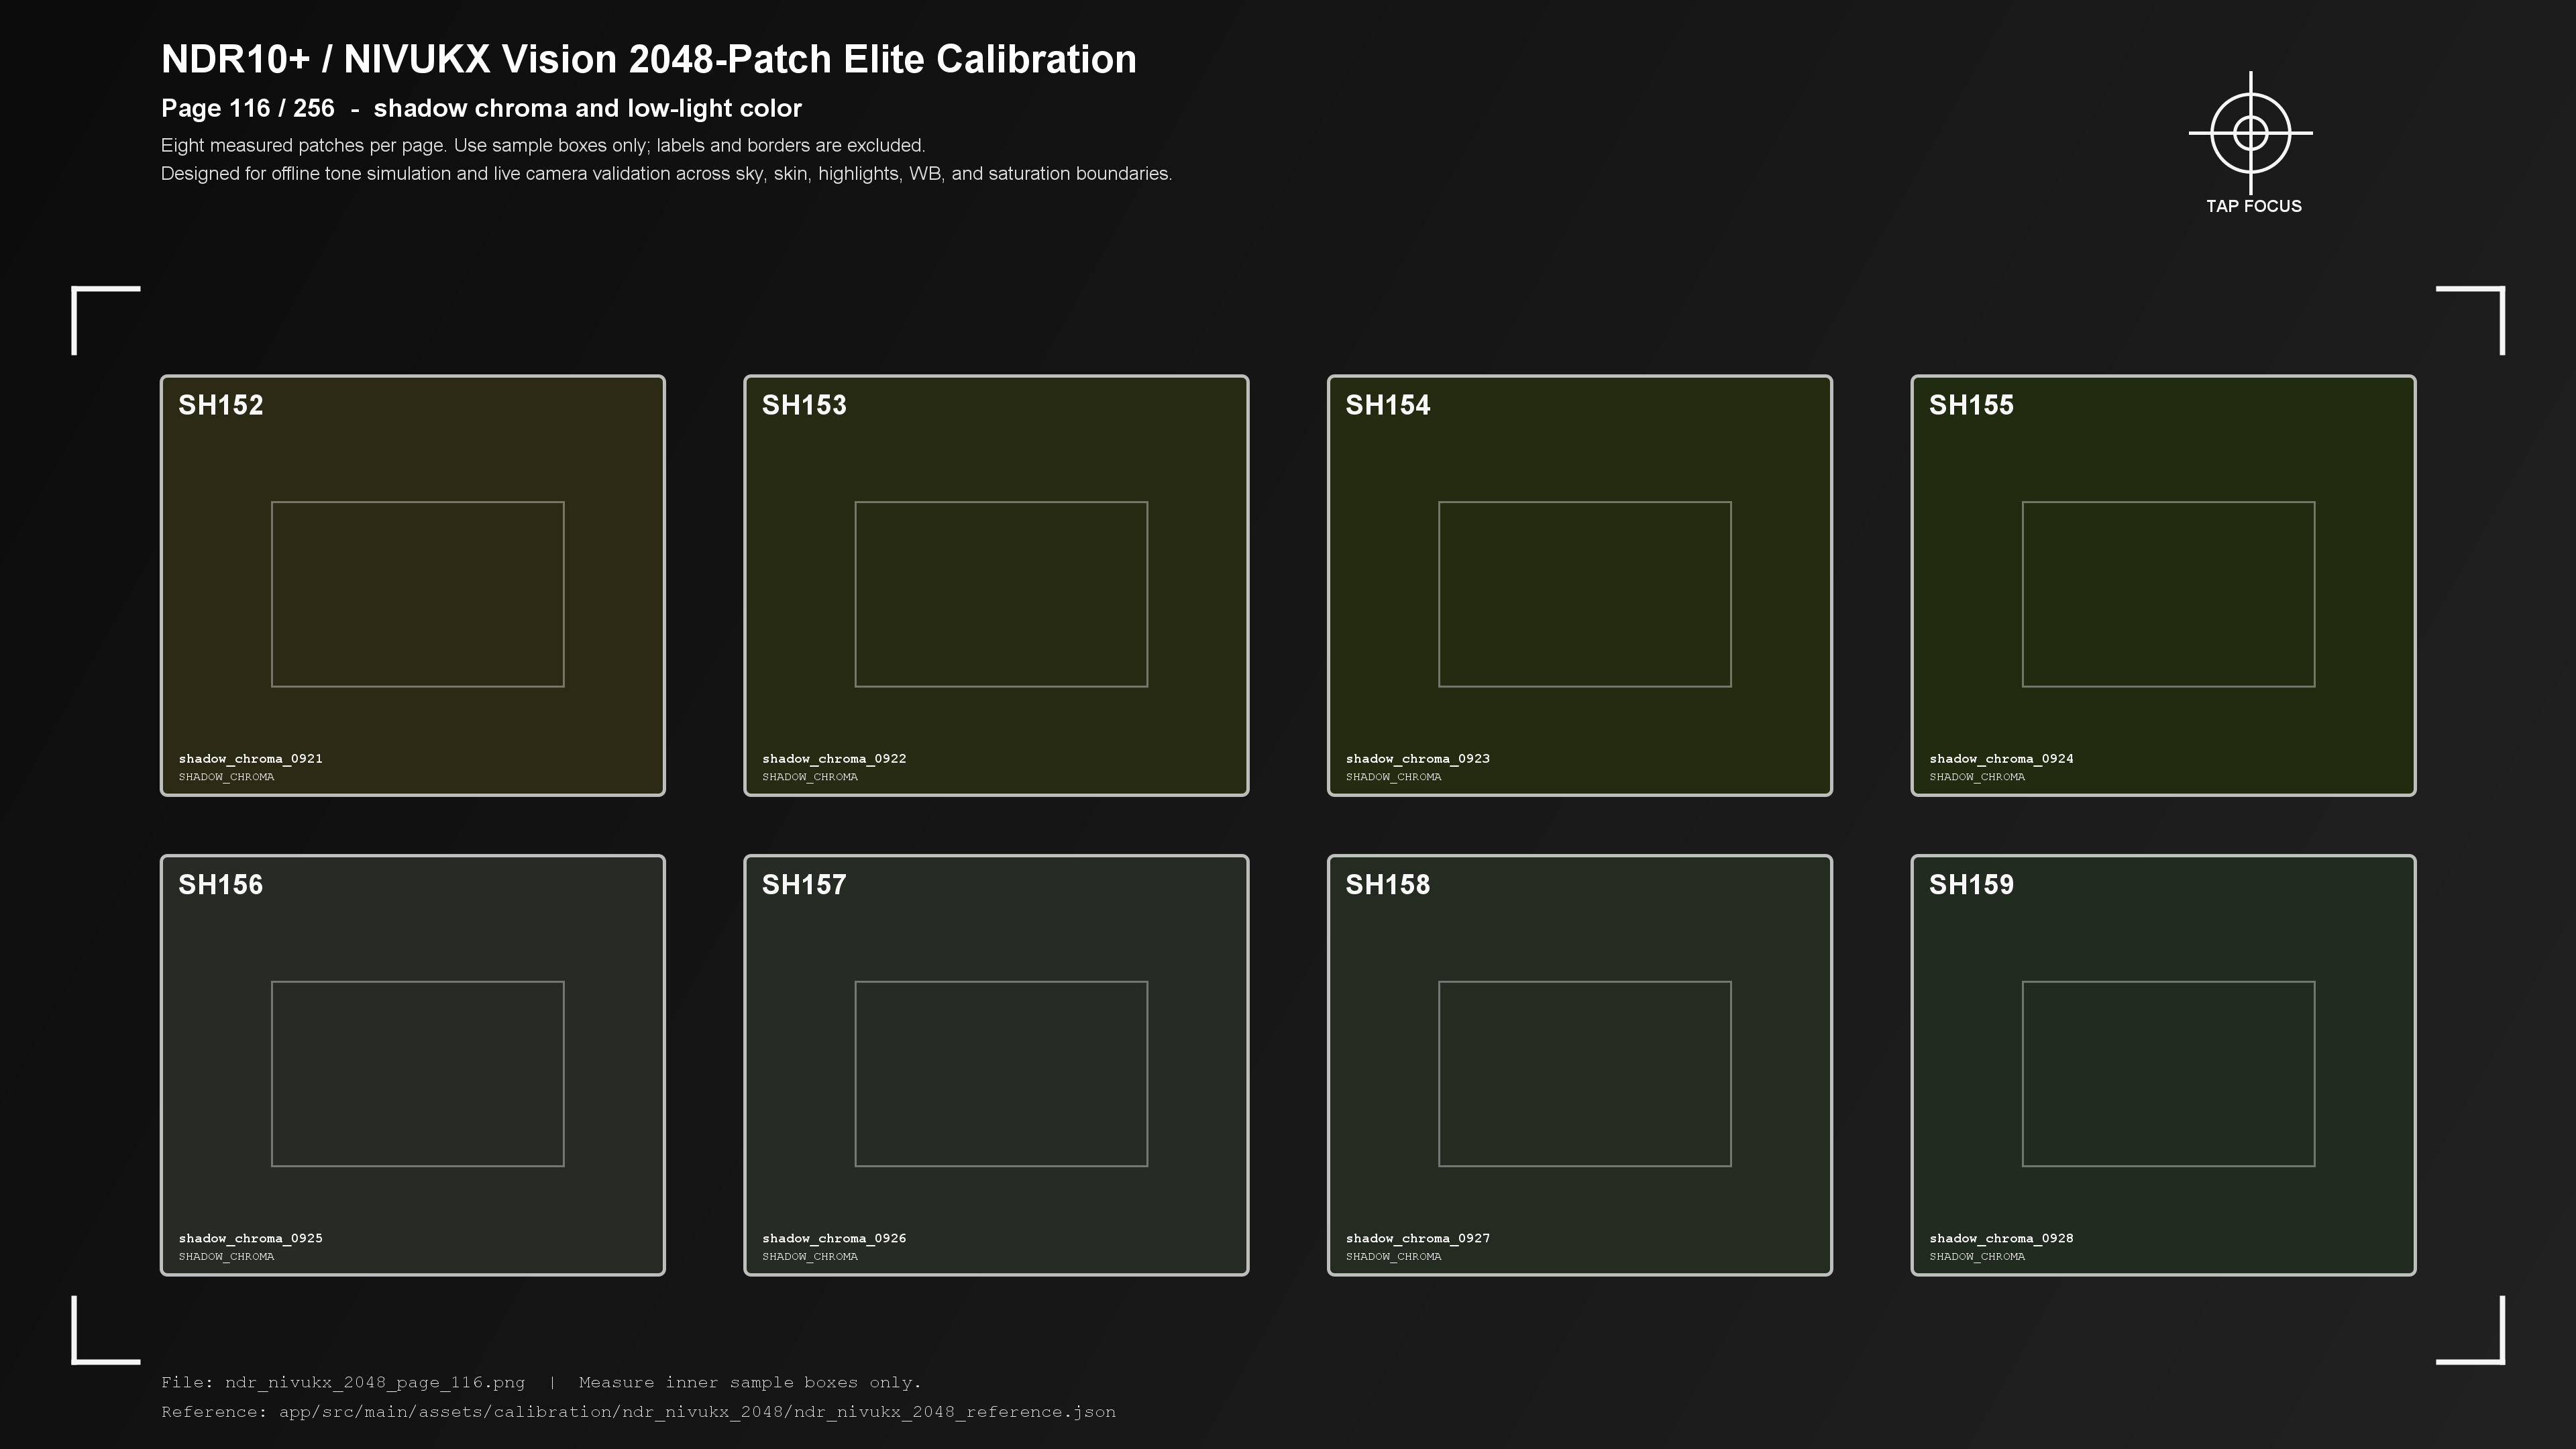 NDR10+ / NIVUKX Vision 2048-Patch Elite Calibration
Page 116 / 256 - shadow chroma and low-light color
Eight measured patches per page. Use sample boxes only; labels and borders are excluded.
Designed for offline tone simulation and live camera validation across sky, skin, highlights, WB, and saturation boundaries.
TAP FOCUS
SH152
shadow_chroma_0921
SHADOW_CHROMA
SH153
shadow_chroma_0922
SHADOW_CHROMA
SH154
shadow_chroma_0923
SHADOW_CHROMA
SH155
shadow_chroma_0924
SHADOW_CHROMA
SH156
shadow_chroma_0925
SHADOW_CHROMA
SH157
shadow_chroma_0926
SHADOW_CHROMA
SH158
shadow_chroma_0927
SHADOW_CHROMA
SH159
shadow_chroma_0928
SHADOW_CHROMA
File: ndr_nivukx_2048_page_116.png | Measure inner sample boxes only.
Reference: app/src/main/assets/calibration/ndr_nivukx_2048/ndr_nivukx_2048_reference.json